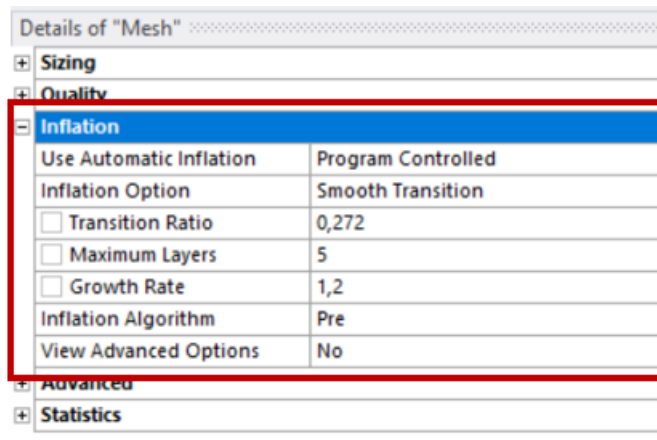 Details of "Mesh"
Sizing
Quality
Inflation
Use Automatic Inflation Program Controlled
Inflation Option Smooth Transition
Transition Ratio 0,272
Maximum Layers 5
Growth Rate 1,2
Inflation Algorithm Pre
View Advanced Options No
Advanced
Statistics